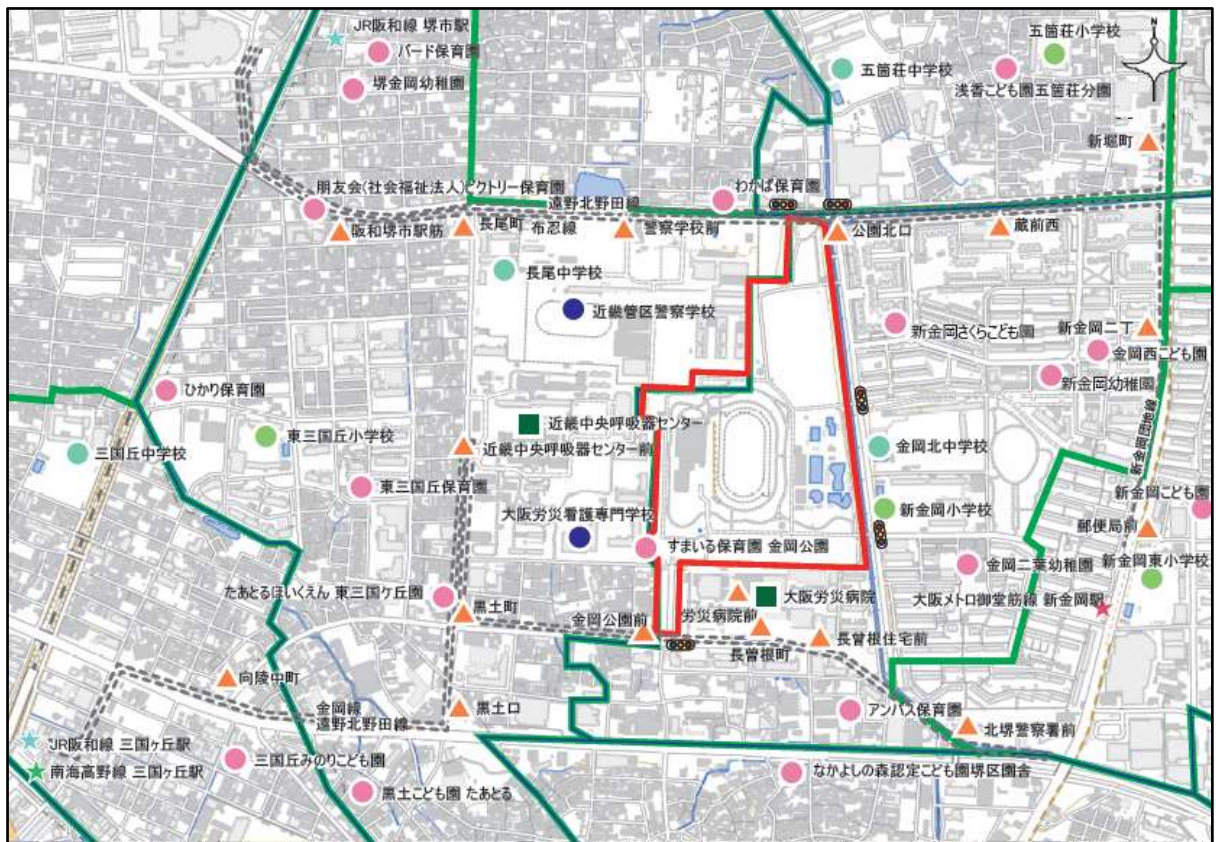 JR阪和線 堺市駅
バード保育園
堺金岡幼稚園
五箇荘中学校
五箇荘小学校
浅香こども園五箇荘分園
N
新堀町
朋友会(社会福祉法人)ビクトリー保育園
わかば保育園
遠野北野田線
阪和堺市駅筋
長尾町
布忍線
警察学校前
公園北口
蔵前西
長尾中学校
近畿管区警察学校
新金岡さくらこども園
新金岡二丁
金岡西こども園
新金岡幼稚園
ひかり保育園
近畿中央呼吸器センター
東三国丘小学校
近畿中央呼吸器センター前
三国丘中学校
金岡北中学校
新金岡団地線
東三国丘保育園
新金岡こども園
新金岡小学校
大阪労災看護専門学校
郵便局前
すまいる保育園 金岡公園
金岡二葉幼稚園
新金岡東小学校
たあとるほいくえん 東三国ケ丘園
大阪労災病院
大阪メトロ御堂筋線 新金岡駅
黒土町
金岡公園前
労災病院前
長曽根住宅前
長曽根町
向陵中町
金岡線
遠野北野田線
黒土口
アンパス保育園
北堺警察署前
JR阪和線 三国ヶ丘駅
三国丘みのりこども園
南海高野線 三国ヶ丘駅
なかよしの森認定こども園堺区園舎
黒土こども園 たあとる